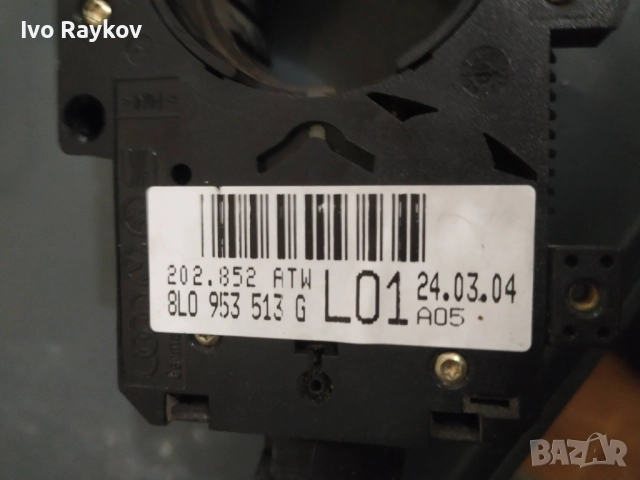 Ivo Raykov
202.852 ATW
8L0 953 513 G
L01
24.03.04
A05
BAZAR